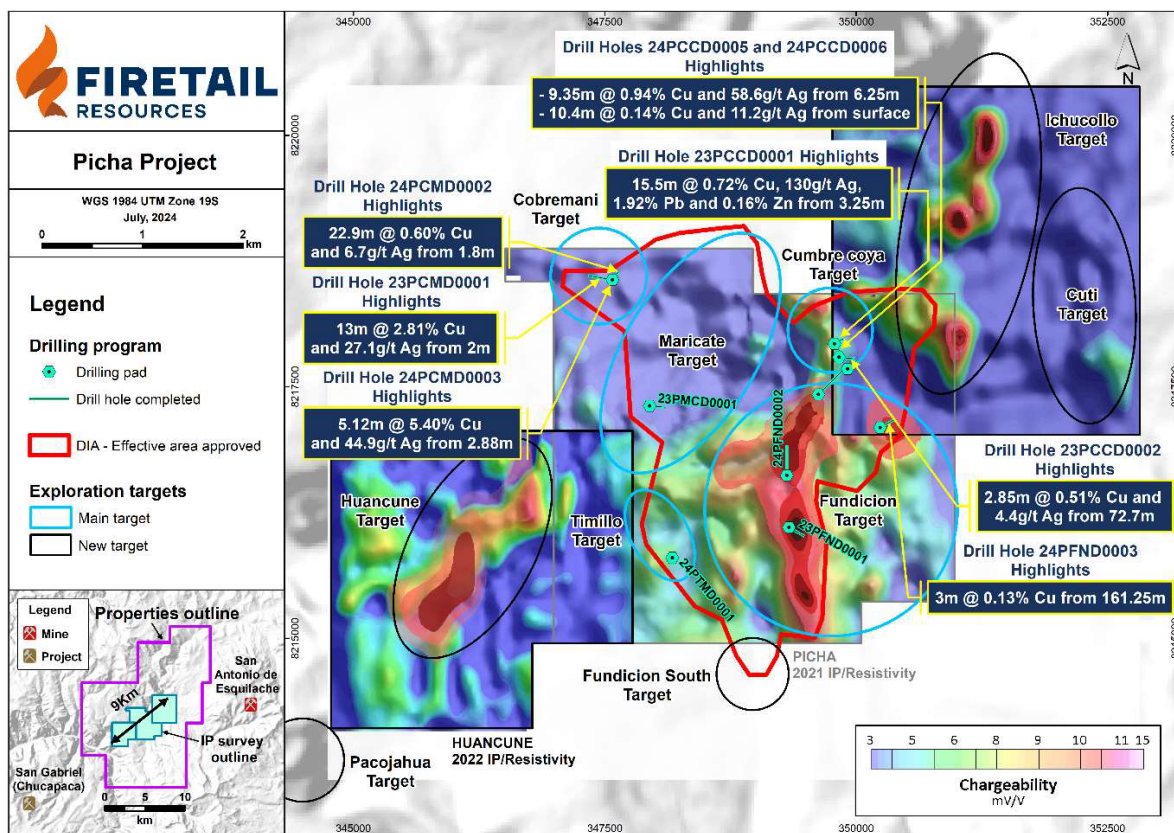 FIRETAIL
RESOURCES
Picha Project
WGS 1984 UTM Zone 19S
July, 2024
0 1 2
km
Legend
Drilling program
Drilling pad
Drill hole completed
DIA - Effective area approved
Exploration targets
Main target
New target
Legend
Mine
Project
Properties outline
San
Antonio de
Esquilache
9Km
IP survey
outline
San Gabriel
(Chucapaca)
0 5 10
km
345000 347500 350000 352500
8220000
8217500
8215000
345000 347500 350000 352500
N
Drill Holes 24PCCD0005 and 24PCCD0006
Highlights
- 9.35m @ 0.94% Cu and 58.6g/t Ag from 6.25m
- 10.4m @ 0.14% Cu and 11.2g/t Ag from surface
Ichucollo
Target
Drill Hole 23PCCD0001 Highlights
15.5m @ 0.72% Cu, 130g/t Ag,
1.92% Pb and 0.16% Zn from 3.25m
Drill Hole 24PCMD0002
Highlights
22.9m @ 0.60% Cu
and 6.7g/t Ag from 1.8m
Cobremani
Target
Cumbre coya
Target
Cuti
Target
Drill Hole 23PCMD0001
Highlights
13m @ 2.81% Cu
and 27.1g/t Ag from 2m
Maricate
Target
Drill Hole 24PCMD0003
Highlights
5.12m @ 5.40% Cu
and 44.9g/t Ag from 2.88m
23PMCD0001
24PFND0002
Drill Hole 23PCCD0002
Highlights
2.85m @ 0.51% Cu and
4.4g/t Ag from 72.7m
Huancune
Target
Timillo
Target
Fundicion
Target
23PFND0001
24PTMD0001
Drill Hole 24PFND0003
Highlights
3m @ 0.13% Cu from 161.25m
Fundicion South
Target
PICHA
2021 IP/Resistivity
HUANCUNE
2022 IP/Resistivity
Pacojahua
Target
3 5 6 7 8 9 10 11 15
Chargeability
mV/V